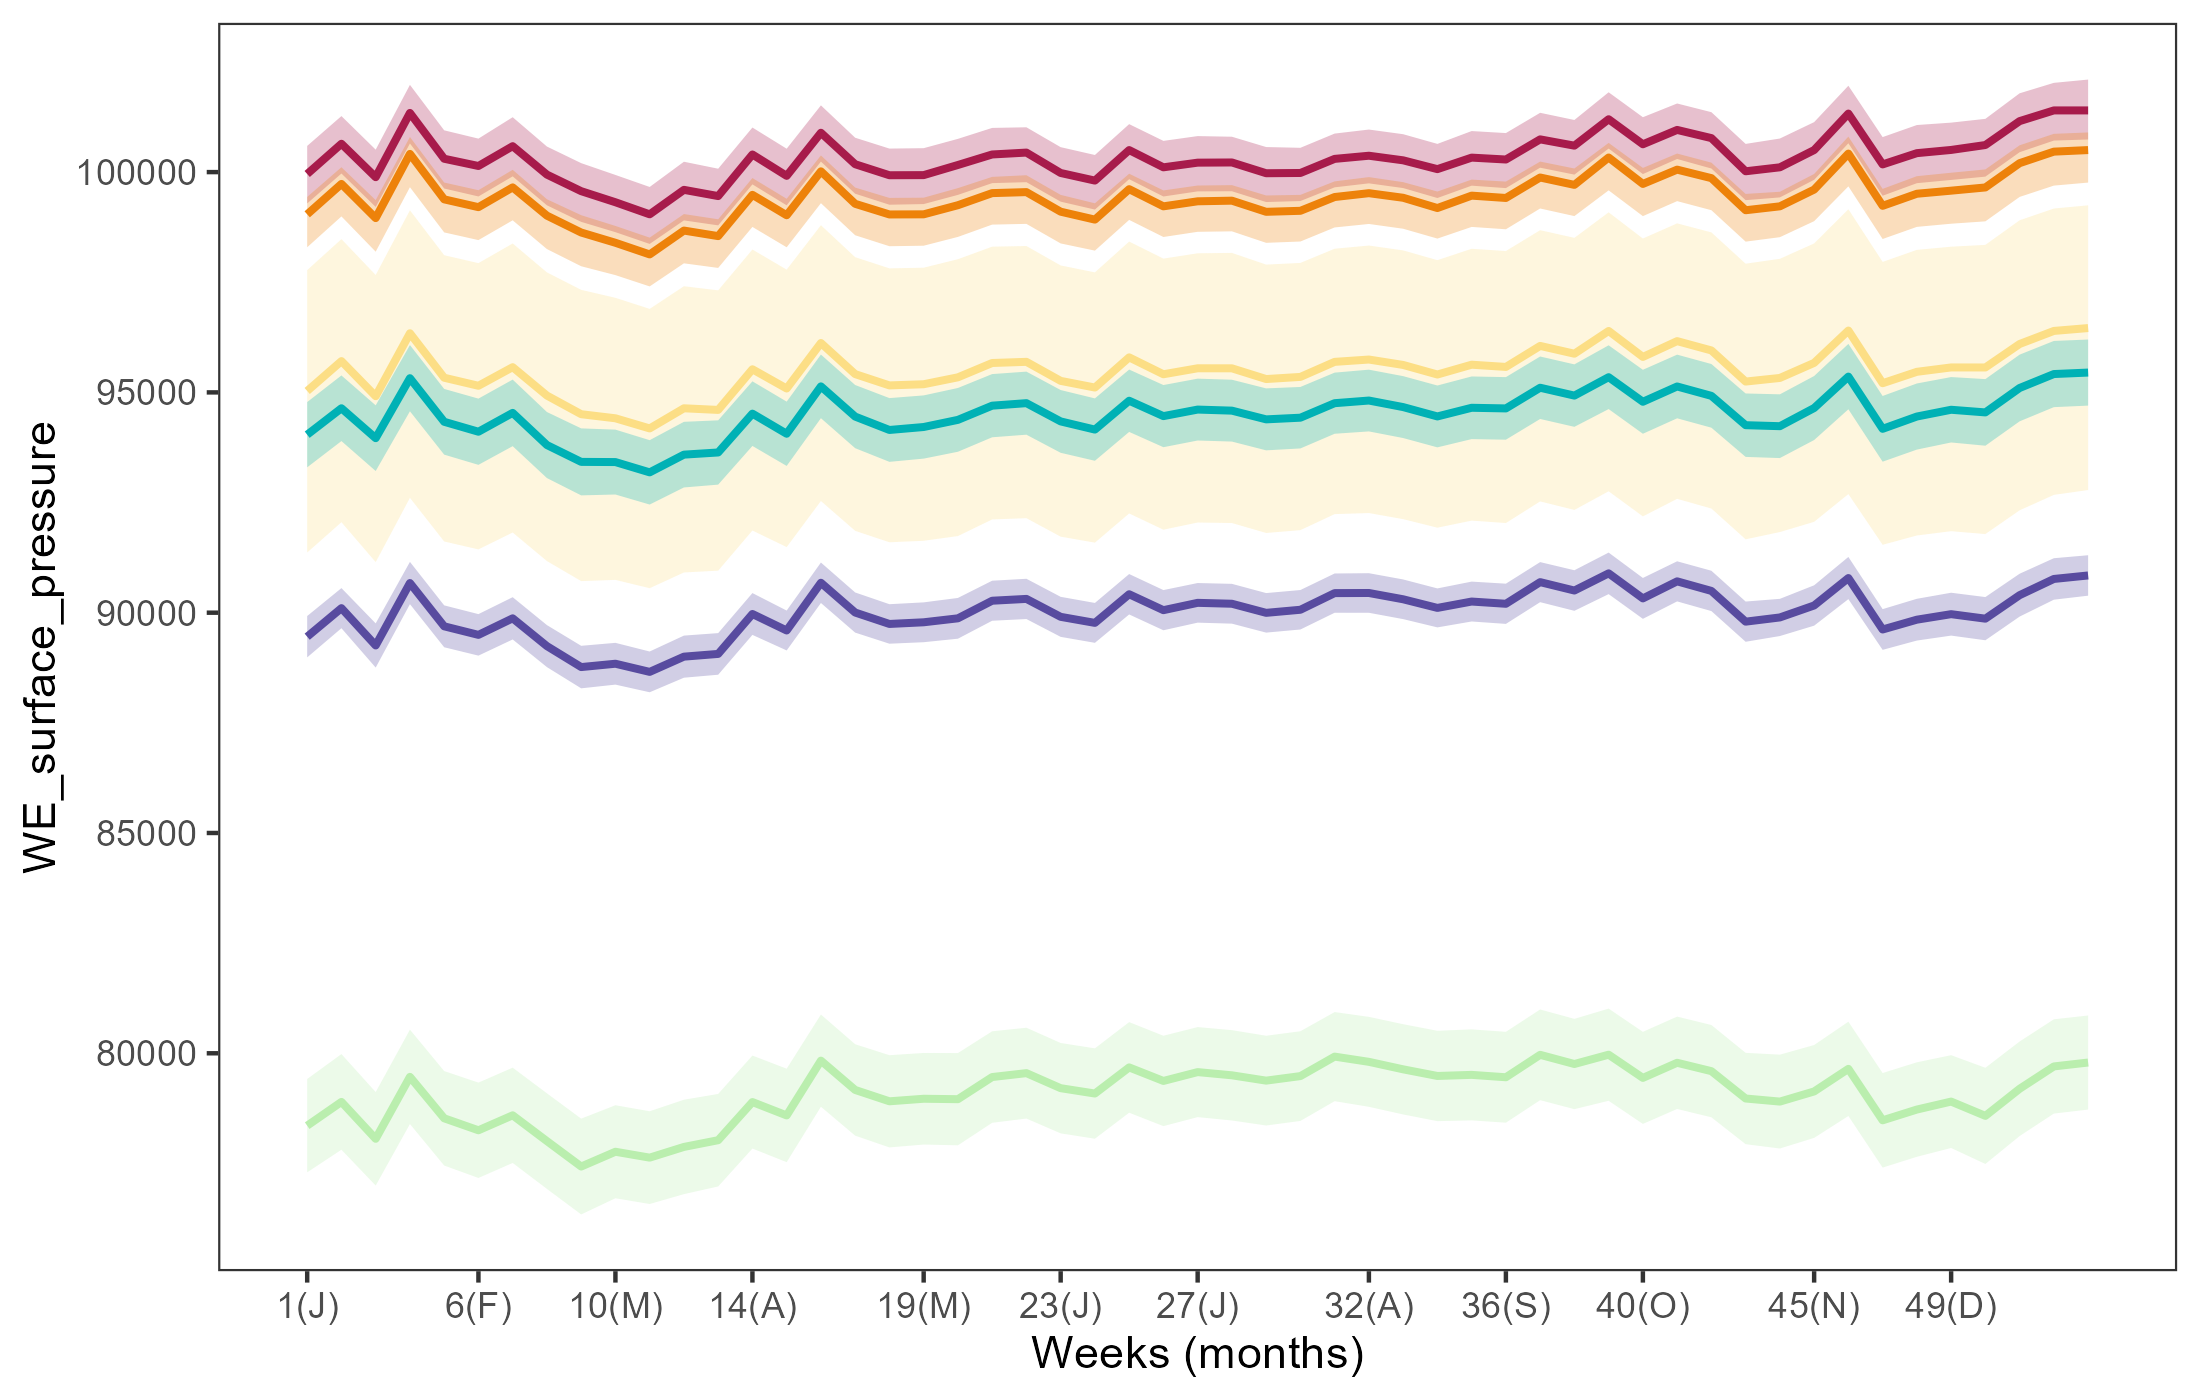 WE_surface_pressure
100000
95000
90000
85000
80000
1(J) 6(F) 10(M) 14(A) 19(M) 23(J) 27(J) 32(A) 36(S) 40(O) 45(N) 49(D)
Weeks (months)